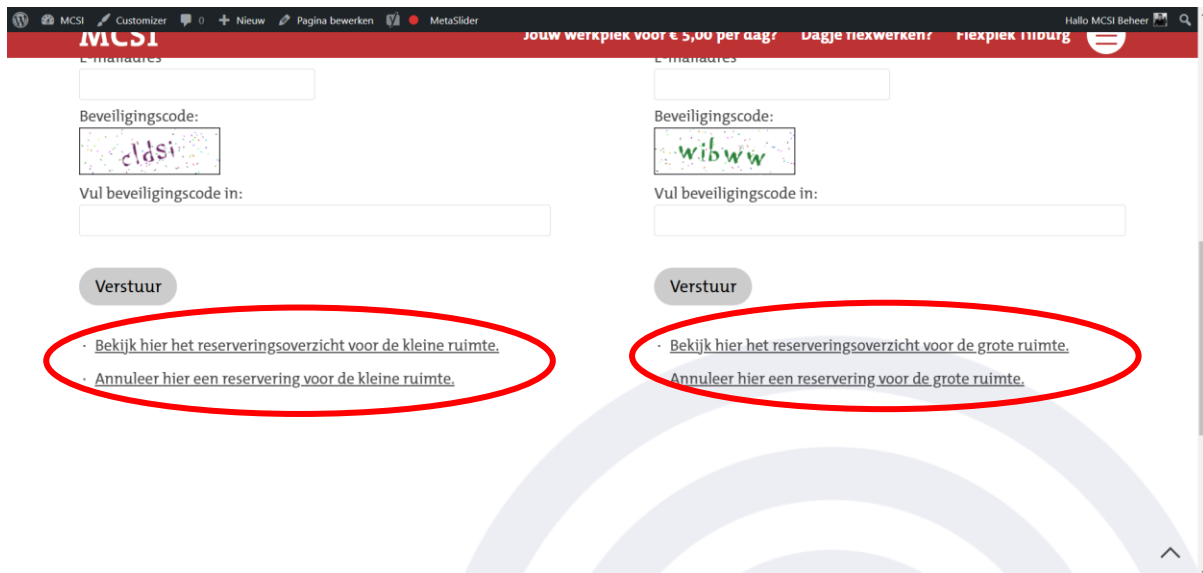 MCSI Customizer 0 Nieuw Pagina bewerken MetaSlider Hallo MCSI Beheer
MCSI Jouw werkplek voor € 5,00 per dag? Dagje flexwerken? Flexplek Tilburg
E-mailadres
Beveiligingscode:
cldsi
Vul beveiligingscode in:
Verstuur
· Bekijk hier het reserveringsoverzicht voor de kleine ruimte.
· Annuleer hier een reservering voor de kleine ruimte.
E-mailadres
Beveiligingscode:
wibww
Vul beveiligingscode in:
Verstuur
· Bekijk hier het reserveringsoverzicht voor de grote ruimte.
· Annuleer hier een reservering voor de grote ruimte.